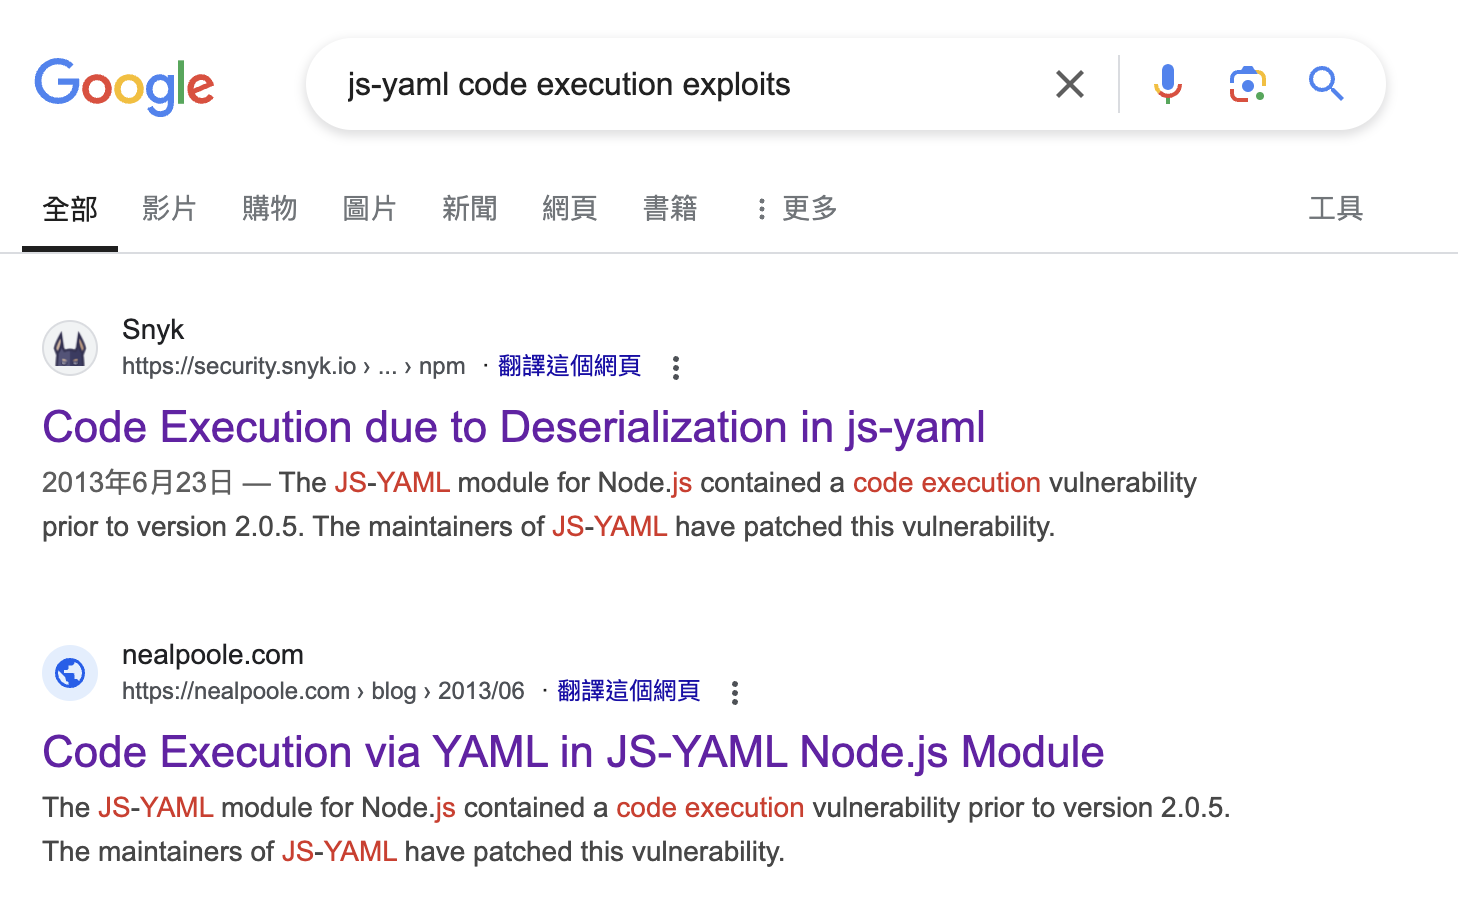 Google
js-yaml code execution exploits
全部 影片 購物 圖片 新聞 網頁 書籍 更多 工具
Snyk
https://security.snyk.io › ... › npm · 翻譯這個網頁
Code Execution due to Deserialization in js-yaml
2013年6月23日 — The JS-YAML module for Node.js contained a code execution vulnerability
prior to version 2.0.5. The maintainers of JS-YAML have patched this vulnerability.
nealpoole.com
https://nealpoole.com › blog › 2013/06 · 翻譯這個網頁
Code Execution via YAML in JS-YAML Node.js Module
The JS-YAML module for Node.js contained a code execution vulnerability prior to version 2.0.5.
The maintainers of JS-YAML have patched this vulnerability.